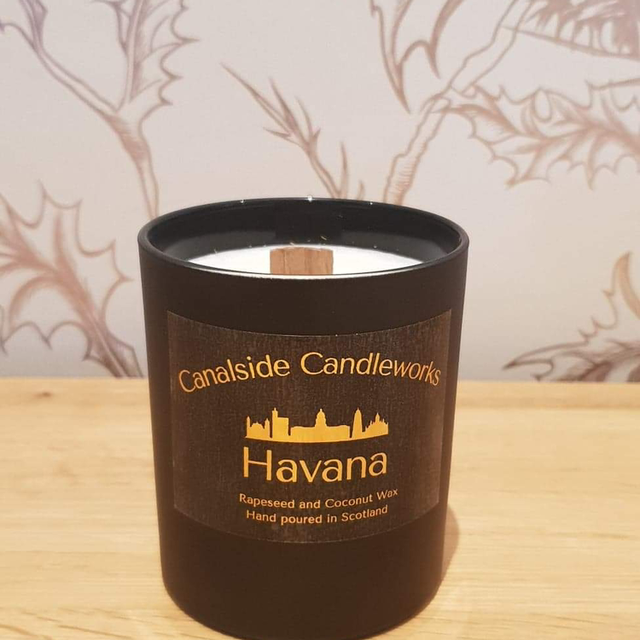 Canalside Candleworks
Havana
Rapeseed and Coconut Wax
Hand poured in Scotland